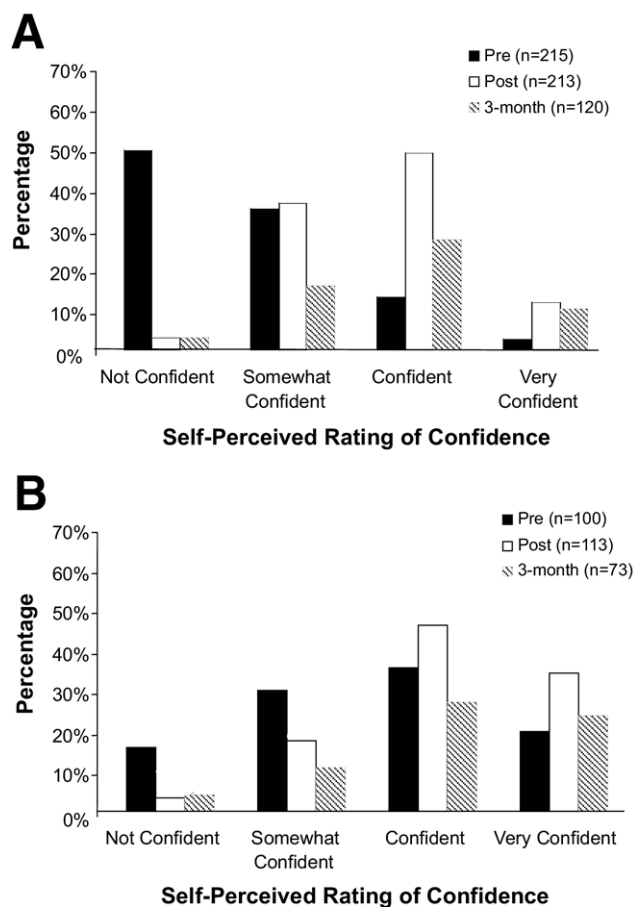 A
Pre (n=215)
Post (n=213)
3-month (n=120)
70%
60%
50%
40%
30%
20%
10%
0%
Percentage
Not Confident
Somewhat
Confident
Confident
Very
Confident
Self-Perceived Rating of Confidence
B
Pre (n=100)
Post (n=113)
3-month (n=73)
70%
60%
50%
40%
30%
20%
10%
0%
Percentage
Not Confident
Somewhat
Confident
Confident
Very Confident
Self-Perceived Rating of Confidence